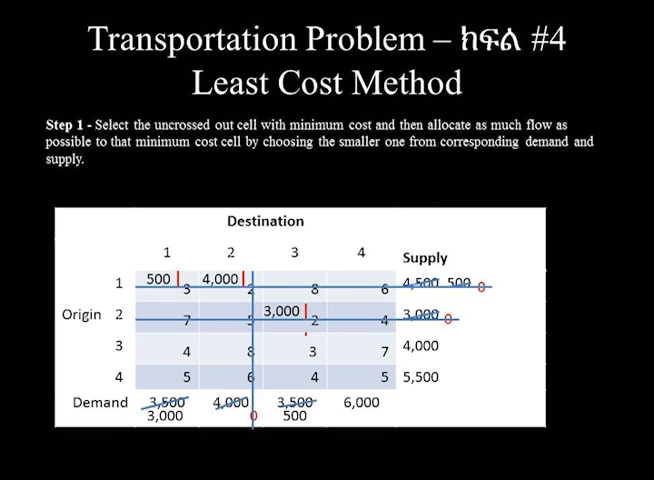 Transportation Problem – ክፍል #4
Least Cost Method
Step 1 - Select the uncrossed out cell with minimum cost and then allocate as much flow as
possible to that minimum cost cell by choosing the smaller one from corresponding demand and
supply.
Destination
1 2 3 4 Supply
1 500 3 4,000 2 8 6 4,500 500 0
Origin 2 7 5 3,000 2 4 3,000 0
3 4 8 3 7 4,000
4 5 6 4 5 5,500
Demand 3,500 4,000 3,500 6,000
3,000 0 500